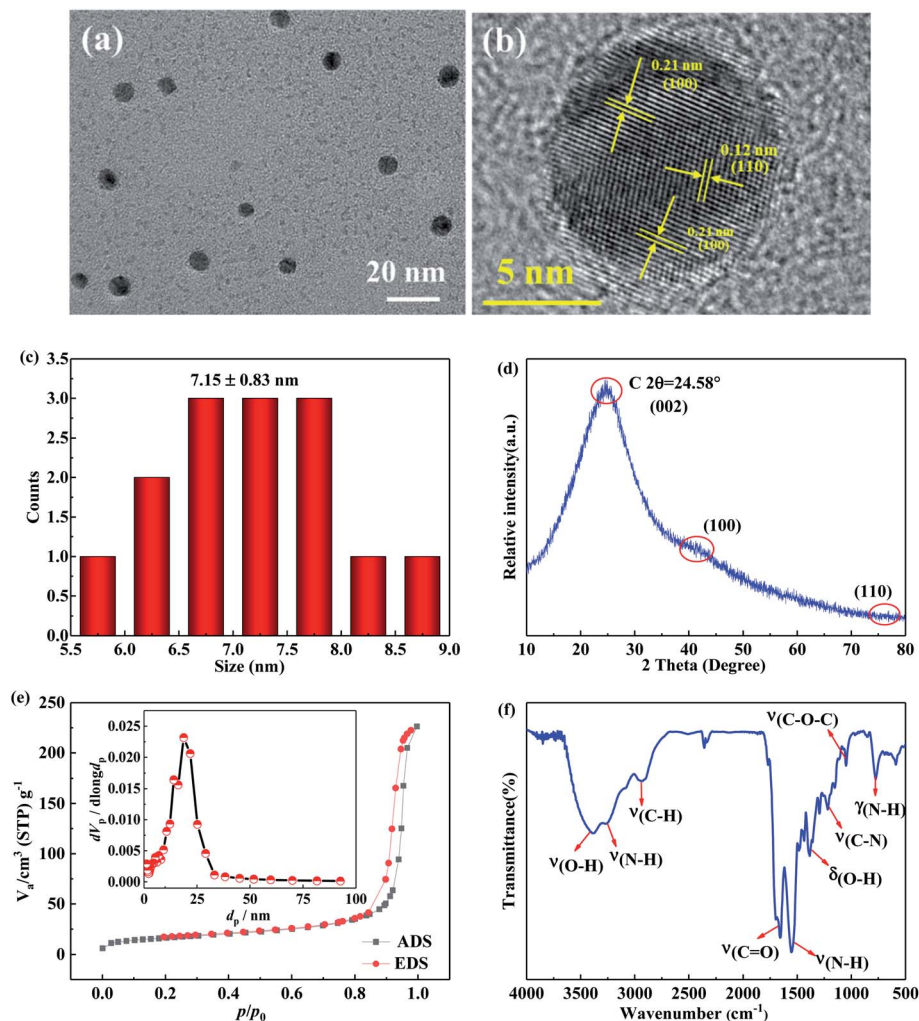 (a)
20 nm
(b)
0.21 nm
(100)
0.12 nm
(110)
0.21 nm
(100)
5 nm
(c)
7.15 ± 0.83 nm
Counts
3.5
3.0
2.5
2.0
1.5
1.0
0.5
0.0
5.5 6.0 6.5 7.0 7.5 8.0 8.5 9.0
Size (nm)
(d)
C 2θ=24.58°
(002)
(100)
(110)
Relative intensity(a.u.)
10 20 30 40 50 60 70 80
2 Theta (Degree)
(e)
Va/cm³ (STP) g⁻¹
250
225
200
175
150
125
100
75
50
25
0
0.0 0.2 0.4 0.6 0.8 1.0
p/p₀
dVp / dlongdp
0.025
0.020
0.015
0.010
0.005
0.000
0 25 50 75 100
dp / nm
ADS
EDS
(f)
ν(C-O-C)
ν(C-H)
γ(N-H)
ν(N-H)
ν(C-N)
ν(O-H)
δ(O-H)
ν(C=O)
ν(N-H)
Transmittance(%)
4000 3500 3000 2500 2000 1500 1000 500
Wavenumber (cm⁻¹)